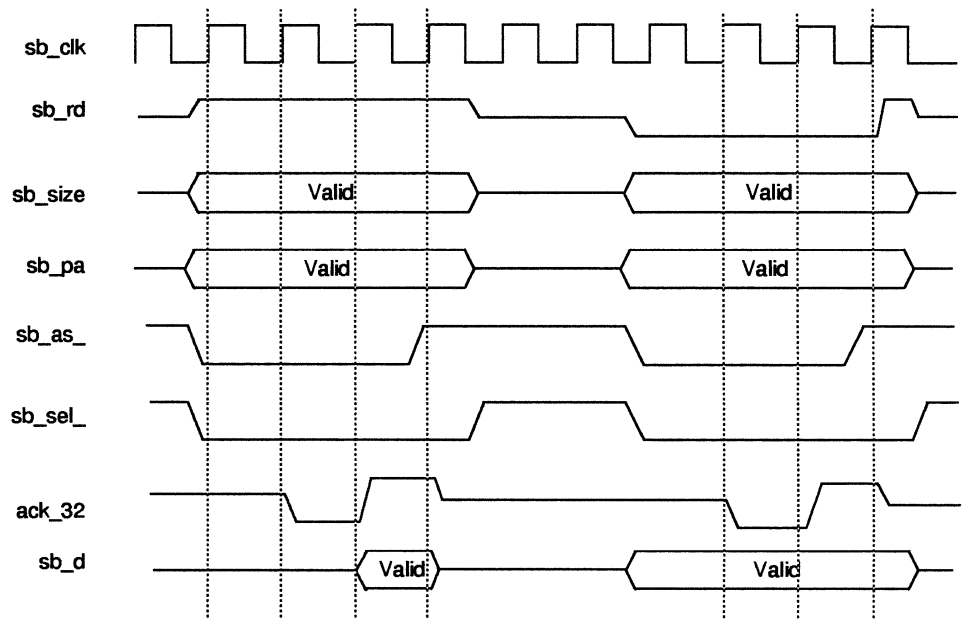 sb_clk
sb_rd
sb_size Valid Valid
sb_pa Valid Valid
sb_as_
sb_sel_
ack_32
sb_d Valid Valid